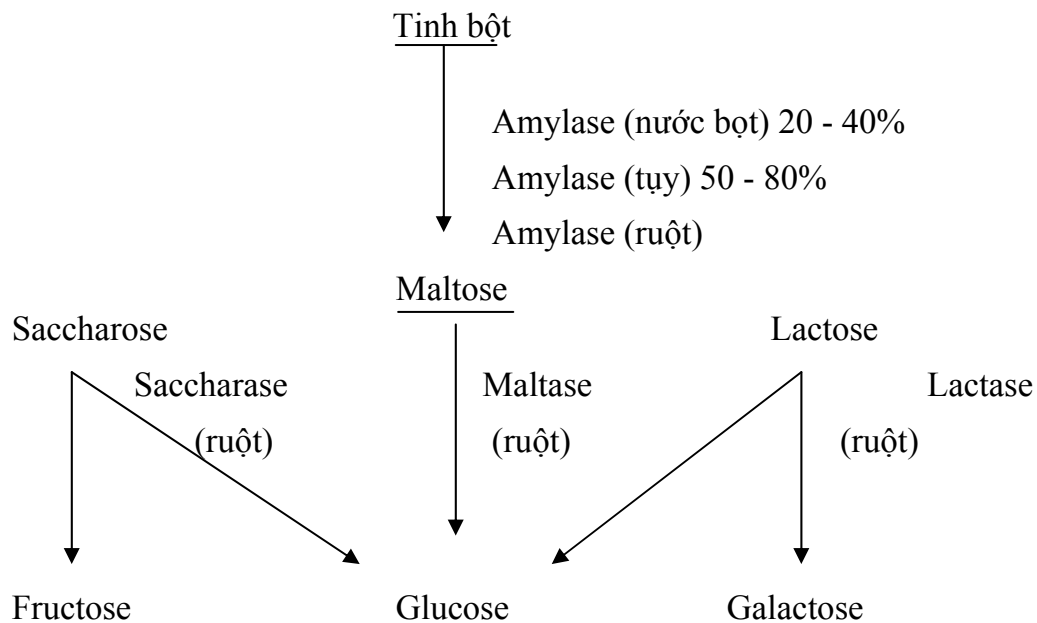 Tinh bột
Amylase (nước bọt) 20 - 40%
Amylase (tụy) 50 - 80%
Amylase (ruột)
Maltose
Saccharose
Lactose
Saccharase
(ruột)
Maltase
(ruột)
Lactase
(ruột)
Fructose
Glucose
Galactose